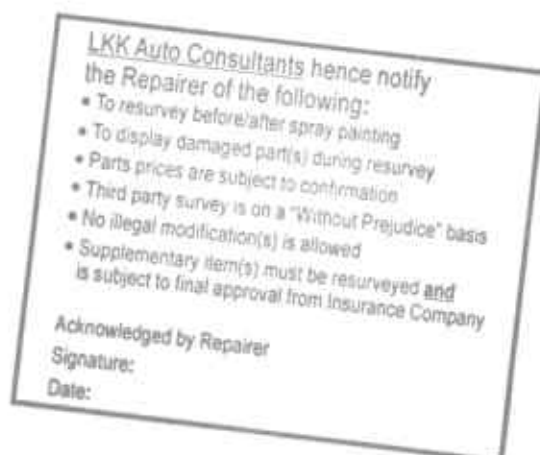 LKK Auto Consultants hence notify
the Repairer of the following:
• To resurvey before/after spray painting
• To display damaged part(s) during resurvey
• Parts prices are subject to confirmation
• Third party survey is on a "Without Prejudice" basis
• No illegal modification(s) is allowed
• Supplementary item(s) must be resurveyed and
is subject to final approval from Insurance Company
Acknowledged by Repairer
Signature:
Date: